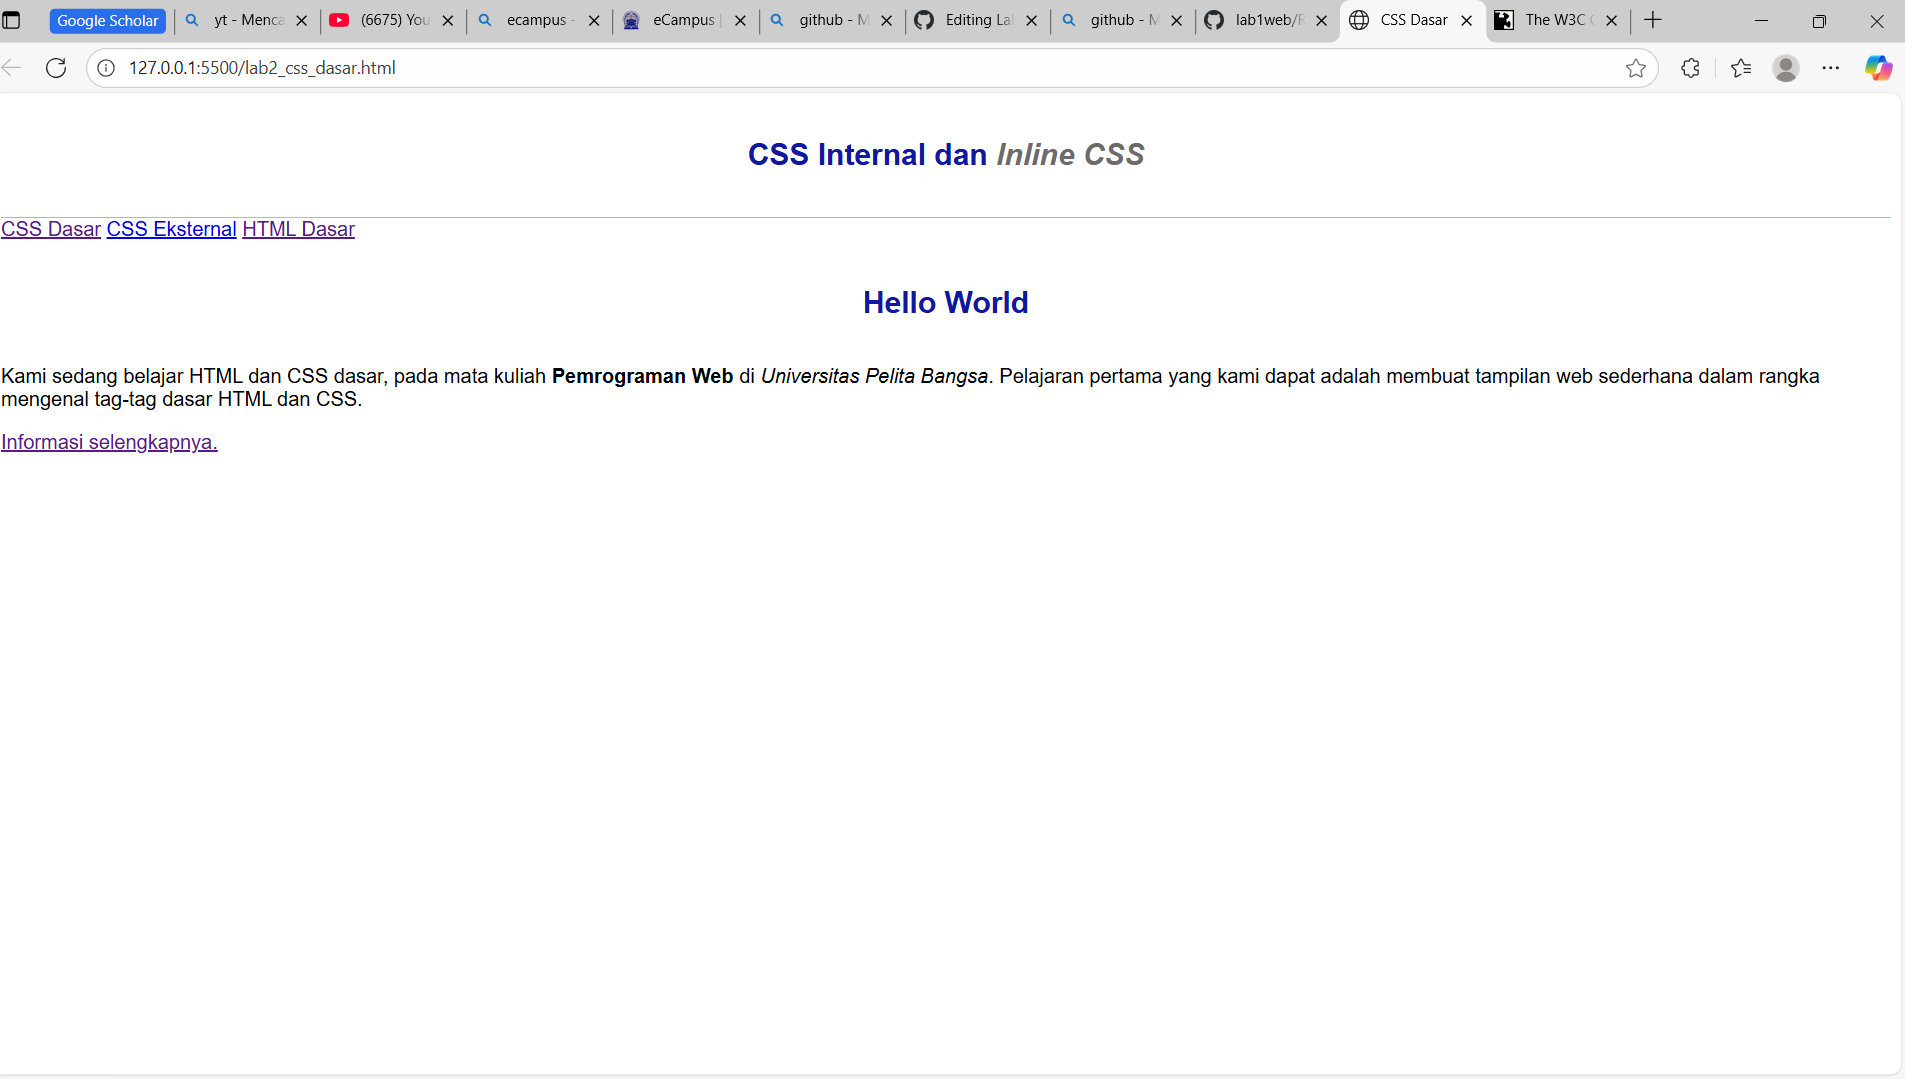 Google Scholar yt - Menca (6675) You ecampus - eCampus | github - M Editing La github - M lab1web/R CSS Dasar The W3C
127.0.0.1:5500/lab2_css_dasar.html
CSS Internal dan Inline CSS
CSS Dasar CSS Eksternal HTML Dasar
Hello World
Kami sedang belajar HTML dan CSS dasar, pada mata kuliah Pemrograman Web di Universitas Pelita Bangsa. Pelajaran pertama yang kami dapat adalah membuat tampilan web sederhana dalam rangka
mengenal tag-tag dasar HTML dan CSS.
Informasi selengkapnya.